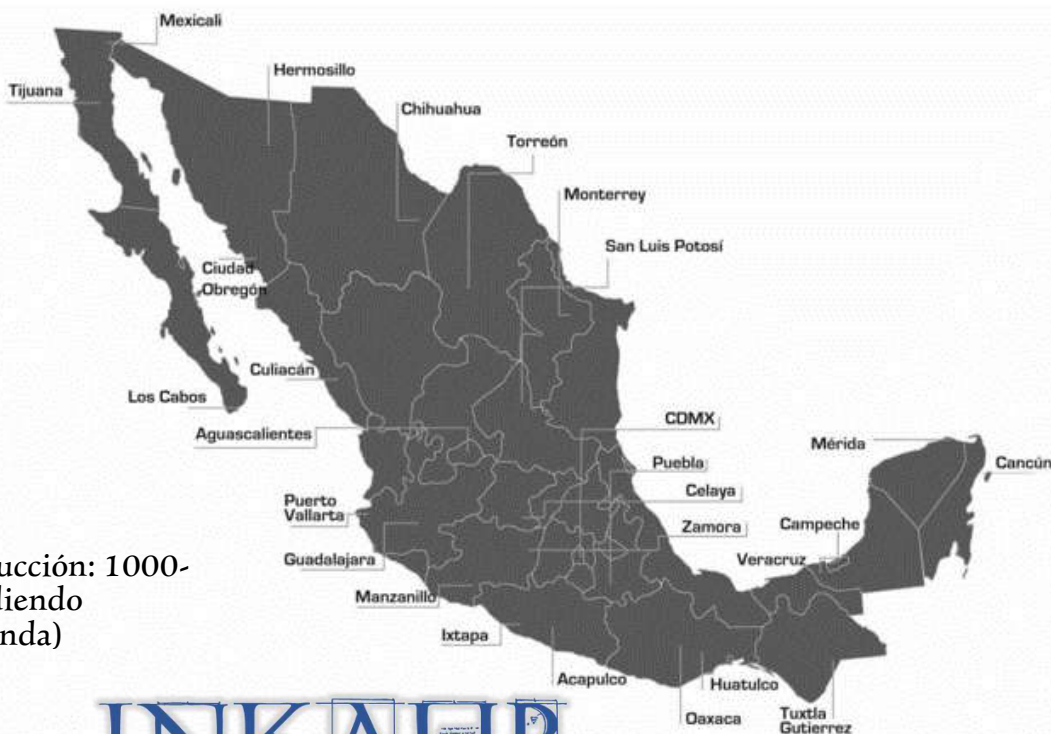 Mexicali
Hermosillo
Tijuana
Chihuahua
Torreón
Monterrey
San Luis Potosí
Ciudad
Obregón
Culiacán
Los Cabos
Aguascalientes
CDMX
Mérida
Puebla
Cancún
Celaya
Puerto
Vallarta
Zamora
Campeche
Guadalajara
Veracruz
Manzanillo
Ixtapa
Acapulco
Huatulco
Oaxaca
Tuxtla
Gutierrez
ucción: 1000-
diendo
nda)